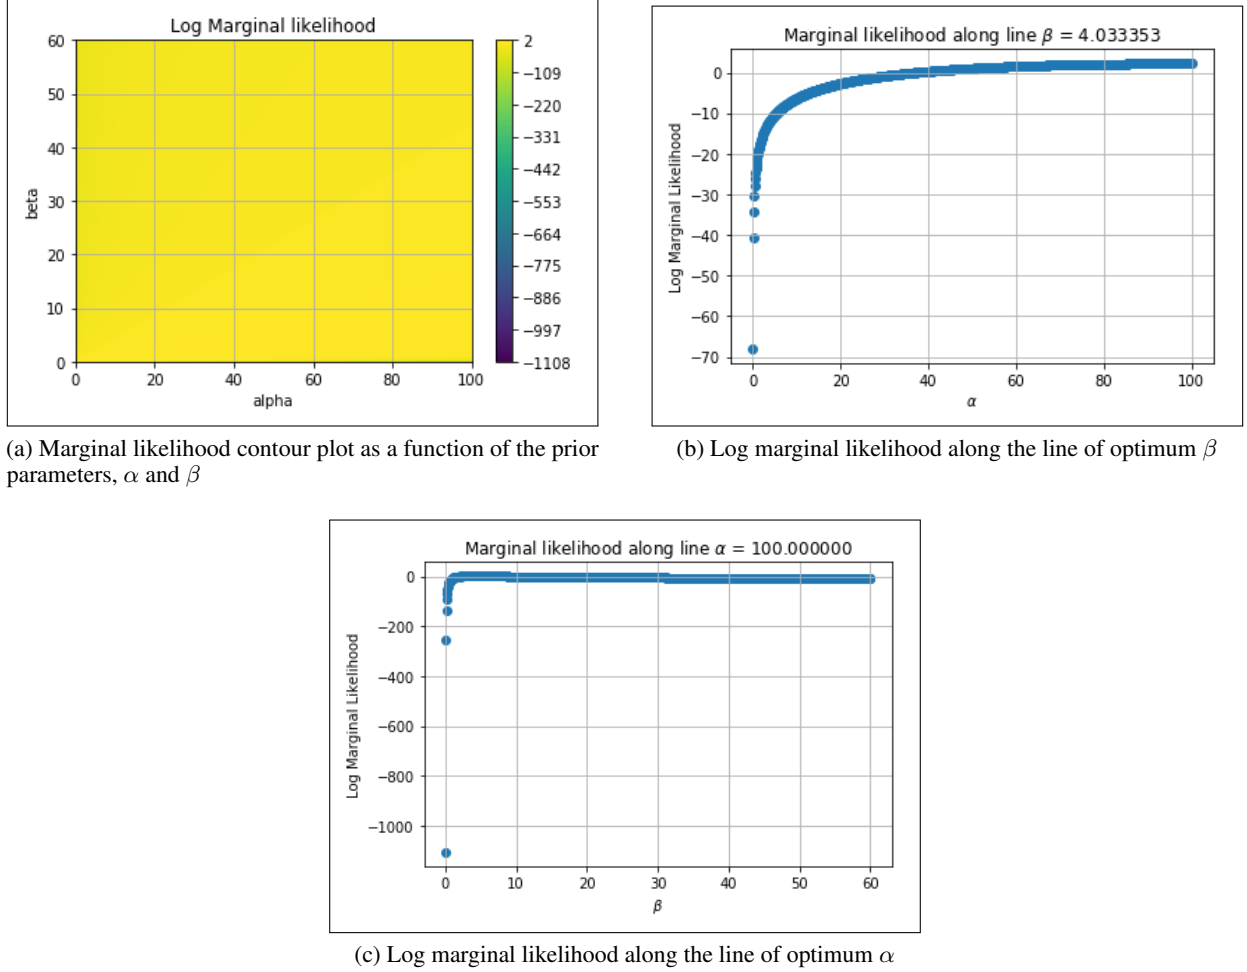 Log Marginal likelihood
60
50
40
30
20
10
0
beta
0 20 40 60 80 100
alpha
2
−109
−220
−331
−442
−553
−664
−775
−886
−997
−1108
(a) Marginal likelihood contour plot as a function of the prior
parameters, α and β
Marginal likelihood along line β = 4.033353
0
−10
−20
−30
−40
−50
−60
−70
Log Marginal Likelihood
0 20 40 60 80 100
α
(b) Log marginal likelihood along the line of optimum β
Marginal likelihood along line α = 100.000000
0
−200
−400
−600
−800
−1000
Log Marginal Likelihood
0 10 20 30 40 50 60
β
(c) Log marginal likelihood along the line of optimum α